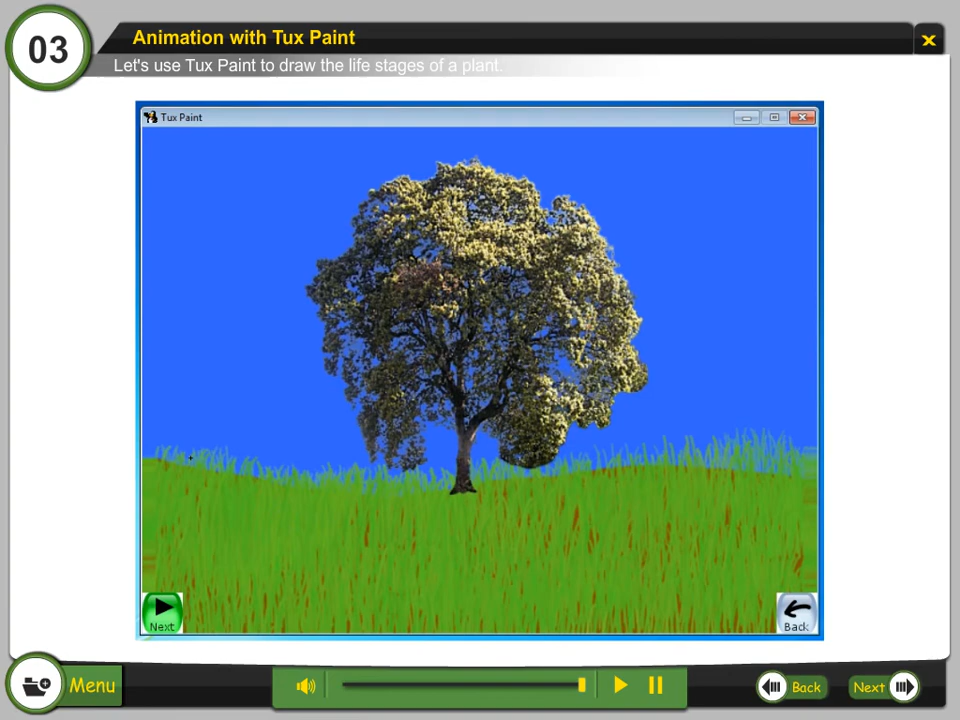 03
Animation with Tux Paint
X
Let's use Tux Paint to draw the life stages of a plant.
Tux Paint
Next
Back
Menu
Back
Next